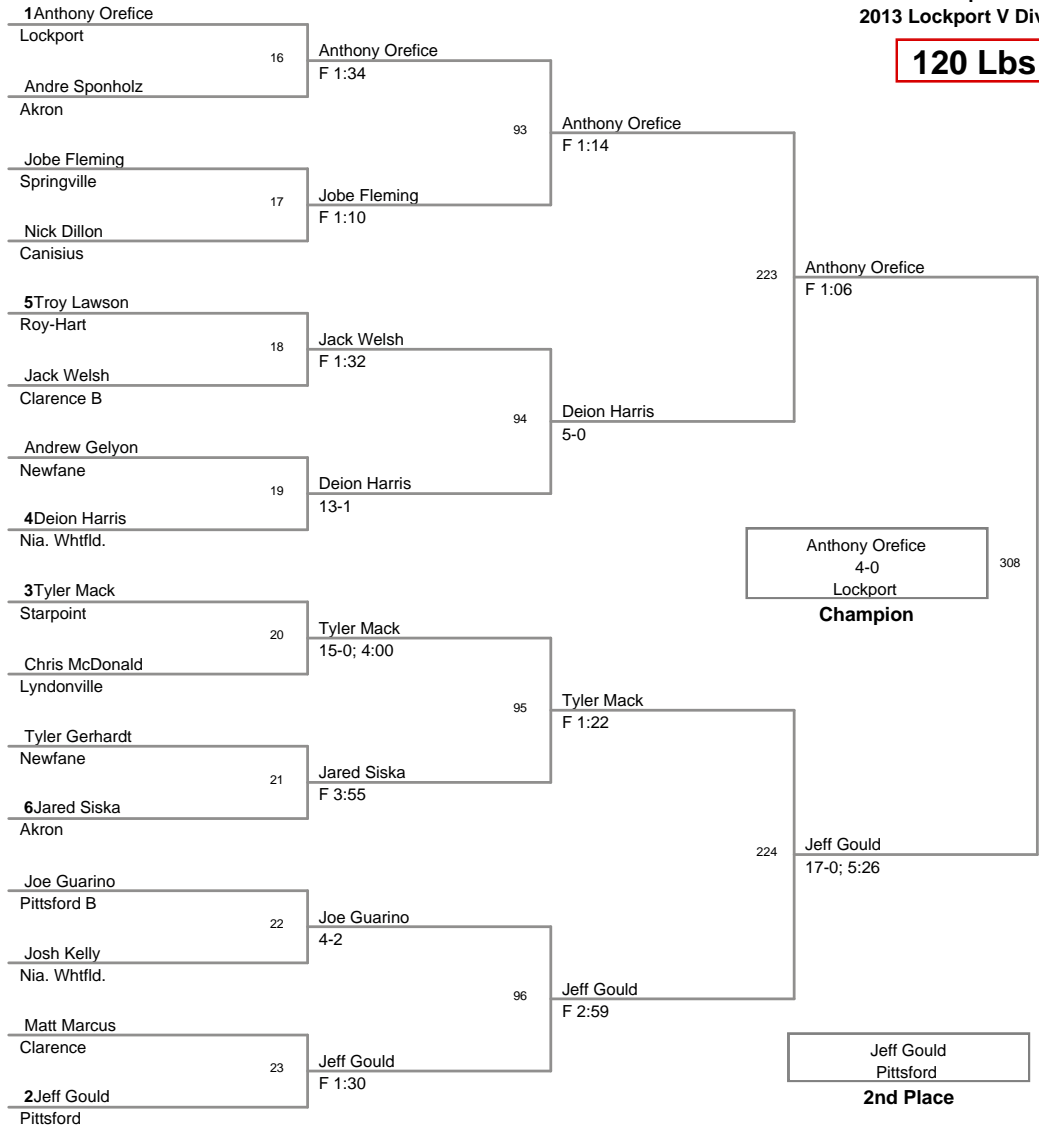 2013 Lockport V Div
120 Lbs
1Anthony Orefice
Lockport
16
Andre Sponholz
Akron
Anthony Orefice
F 1:34
Jobe Fleming
Springville
17
Nick Dillon
Canisius
Jobe Fleming
F 1:10
93
Anthony Orefice
F 1:14
5Troy Lawson
Roy-Hart
18
Jack Welsh
Clarence B
Jack Welsh
F 1:32
Andrew Gelyon
Newfane
19
4Deion Harris
Nia. Whtfld.
Deion Harris
13-1
94
Deion Harris
5-0
223
Anthony Orefice
F 1:06
3Tyler Mack
Starpoint
20
Chris McDonald
Lyndonville
Tyler Mack
15-0; 4:00
Tyler Gerhardt
Newfane
21
6Jared Siska
Akron
Jared Siska
F 3:55
95
Tyler Mack
F 1:22
Joe Guarino
Pittsford B
22
Josh Kelly
Nia. Whtfld.
Joe Guarino
4-2
Matt Marcus
Clarence
23
2Jeff Gould
Pittsford
Jeff Gould
F 1:30
96
Jeff Gould
F 2:59
224
Jeff Gould
17-0; 5:26
308
Anthony Orefice
4-0
Lockport
Champion
Jeff Gould
Pittsford
2nd Place